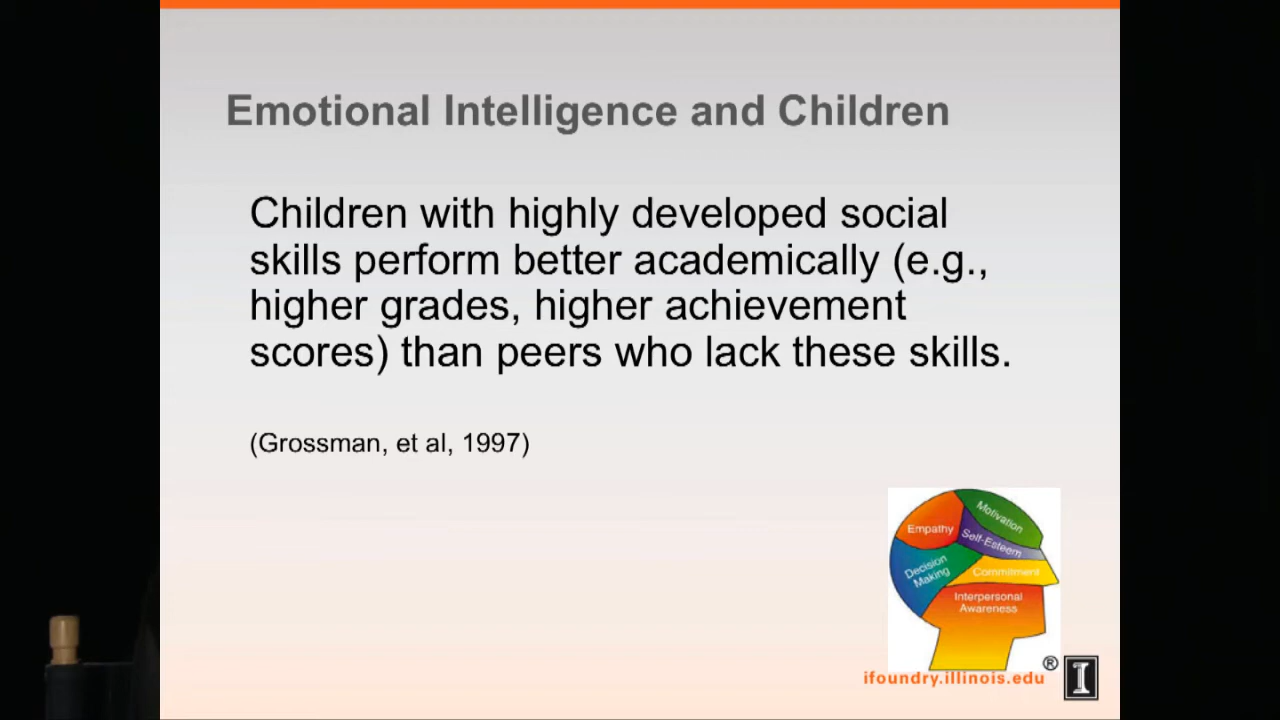 Emotional Intelligence and Children
Children with highly developed social
skills perform better academically (e.g.,
higher grades, higher achievement
scores) than peers who lack these skills.
(Grossman, et al, 1997)
Motivation
Empathy
Self-Esteem
Decision
Making
Commitment
Interpersonal
Awareness
®
ifoundry.illinois.edu
I